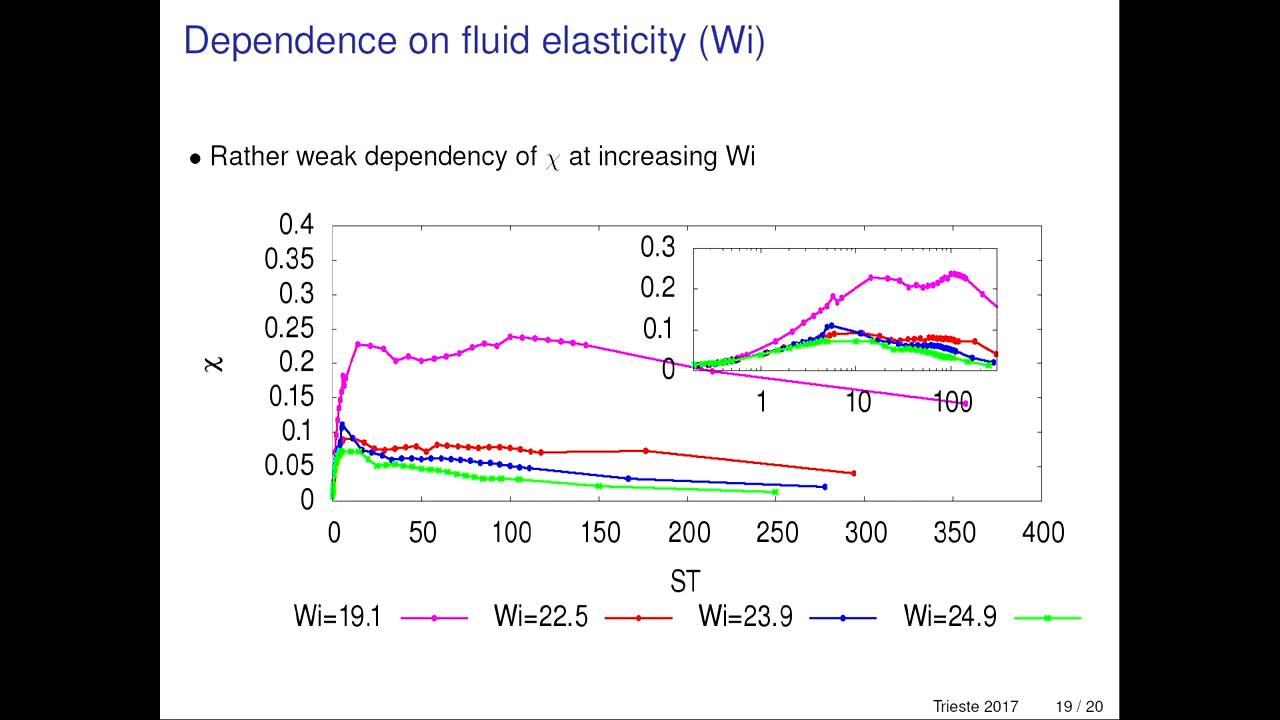 Dependence on fluid elasticity (Wi)
• Rather weak dependency of χ at increasing Wi
0.4
0.35
0.3
0.25
0.2
0.15
0.1
0.05
0
χ
0.3
0.2
0.1
0
1 10 100
0 50 100 150 200 250 300 350 400
ST
Wi=19.1 Wi=22.5 Wi=23.9 Wi=24.9
Trieste 2017 19 / 20